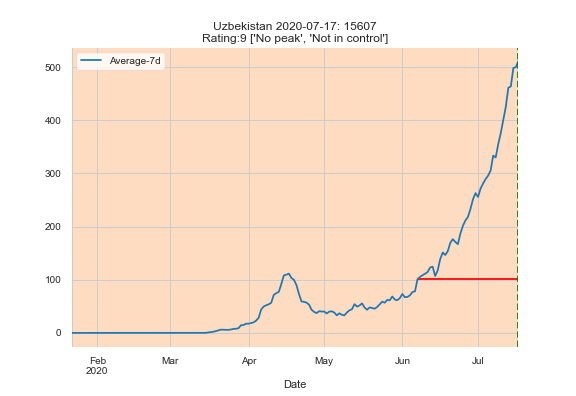 Uzbekistan 2020-07-17: 15607
Rating:9 ['No peak', 'Not in control']
Average-7d
500
400
300
200
100
0
Feb Mar Apr May Jun Jul
2020
Date